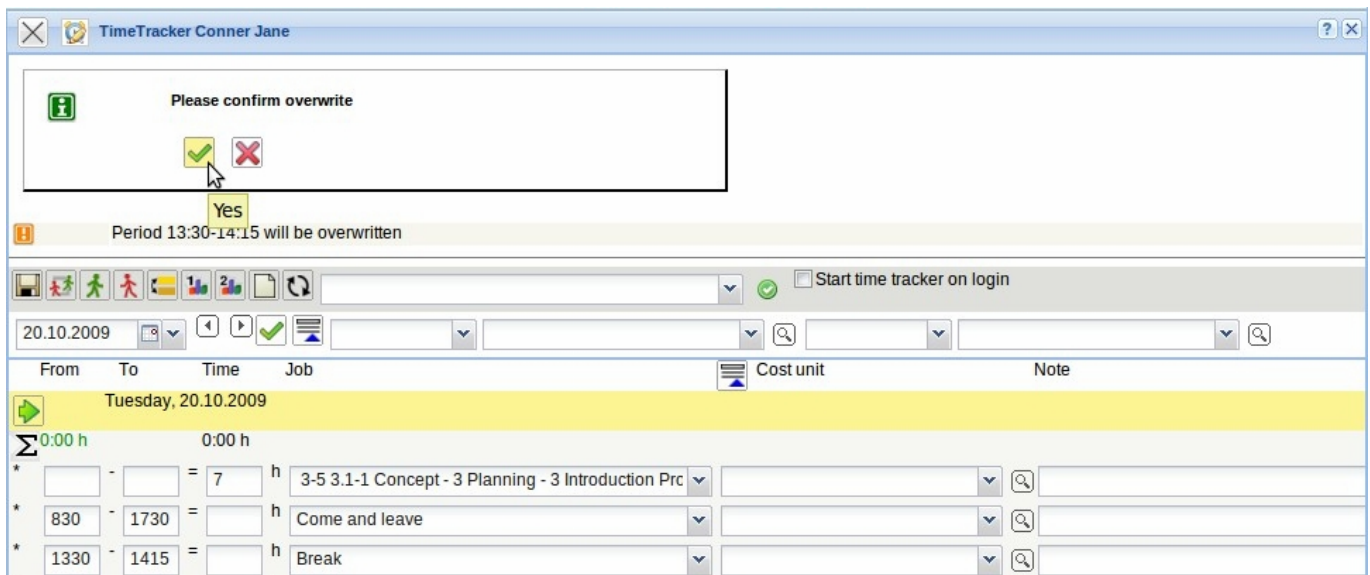 TimeTracker Conner Jane
Please confirm overwrite
Yes
Period 13:30-14:15 will be overwritten
Start time tracker on login
20.10.2009
From To Time Job Cost unit Note
Tuesday, 20.10.2009
Σ 0:00 h 0:00 h
* - = 7 h 3-5 3.1-1 Concept - 3 Planning - 3 Introduction Prc
* 830 - 1730 = h Come and leave
* 1330 - 1415 = h Break